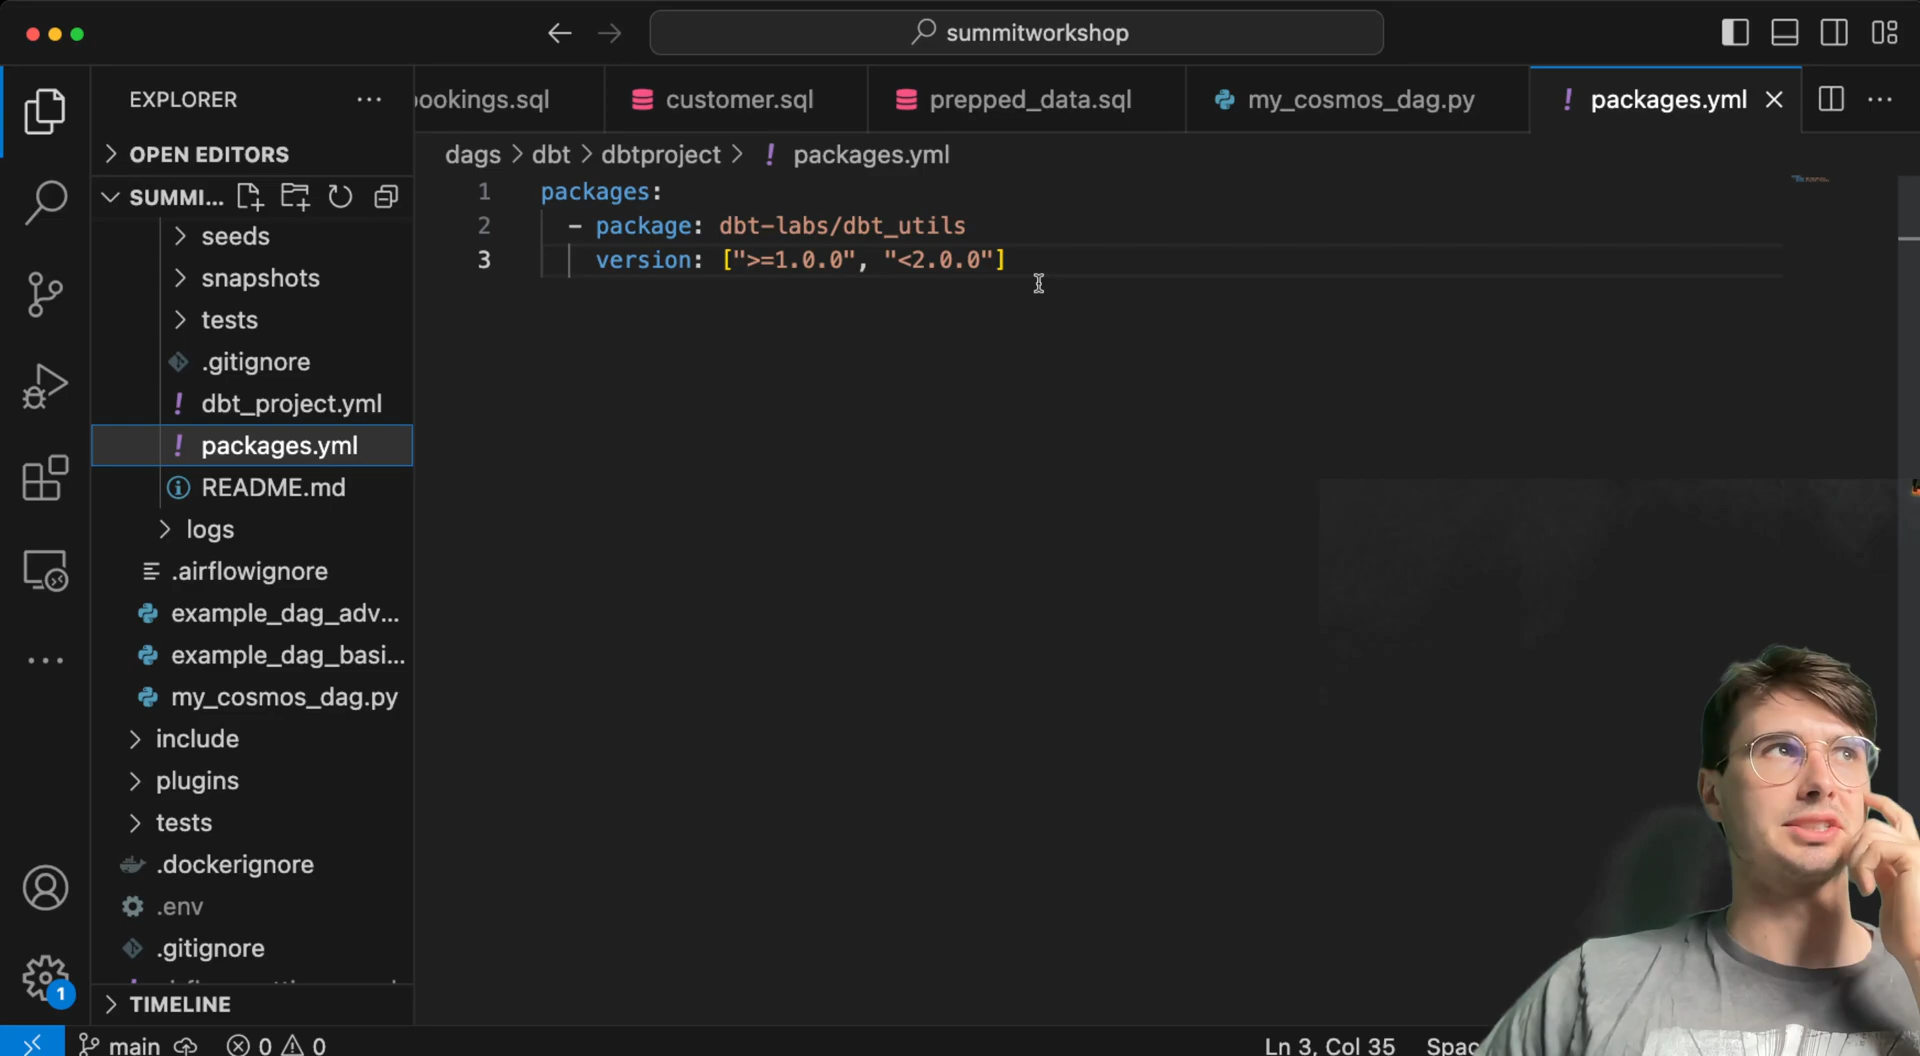 summitworkshop
EXPLORER
OPEN EDITORS
SUMMI...
seeds
snapshots
tests
.gitignore
dbt_project.yml
packages.yml
README.md
logs
.airflowignore
example_dag_adv...
example_dag_basi...
my_cosmos_dag.py
include
plugins
tests
.dockerignore
.env
.gitignore
TIMELINE
ookings.sql
customer.sql
prepped_data.sql
my_cosmos_dag.py
! packages.yml
dags > dbt > dbtproject > ! packages.yml
1 packages:
2 - package: dbt-labs/dbt_utils
3 version: [">=1.0.0", "<2.0.0"]
1
main 0 0
Ln 3, Col 35 Spac